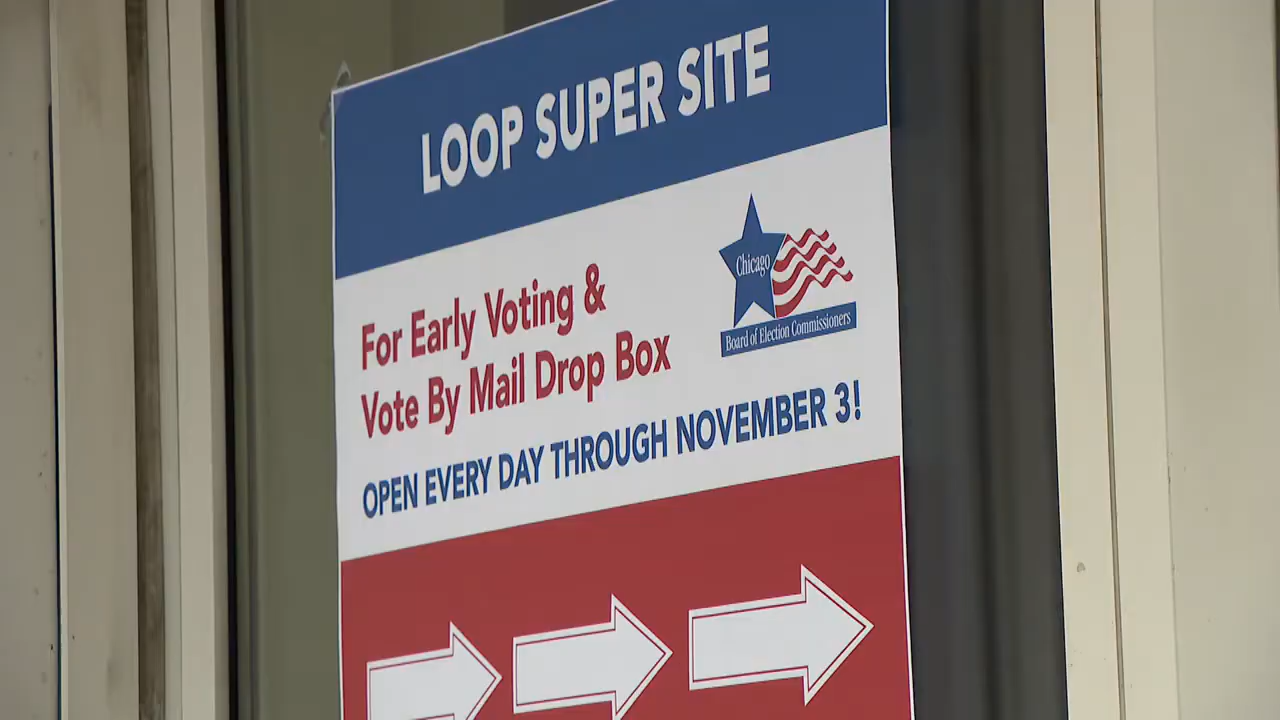 LOOP SUPER SITE
For Early Voting &
Vote By Mail Drop Box
OPEN EVERY DAY THROUGH NOVEMBER 3!
Chicago
Board of Election Commissioners